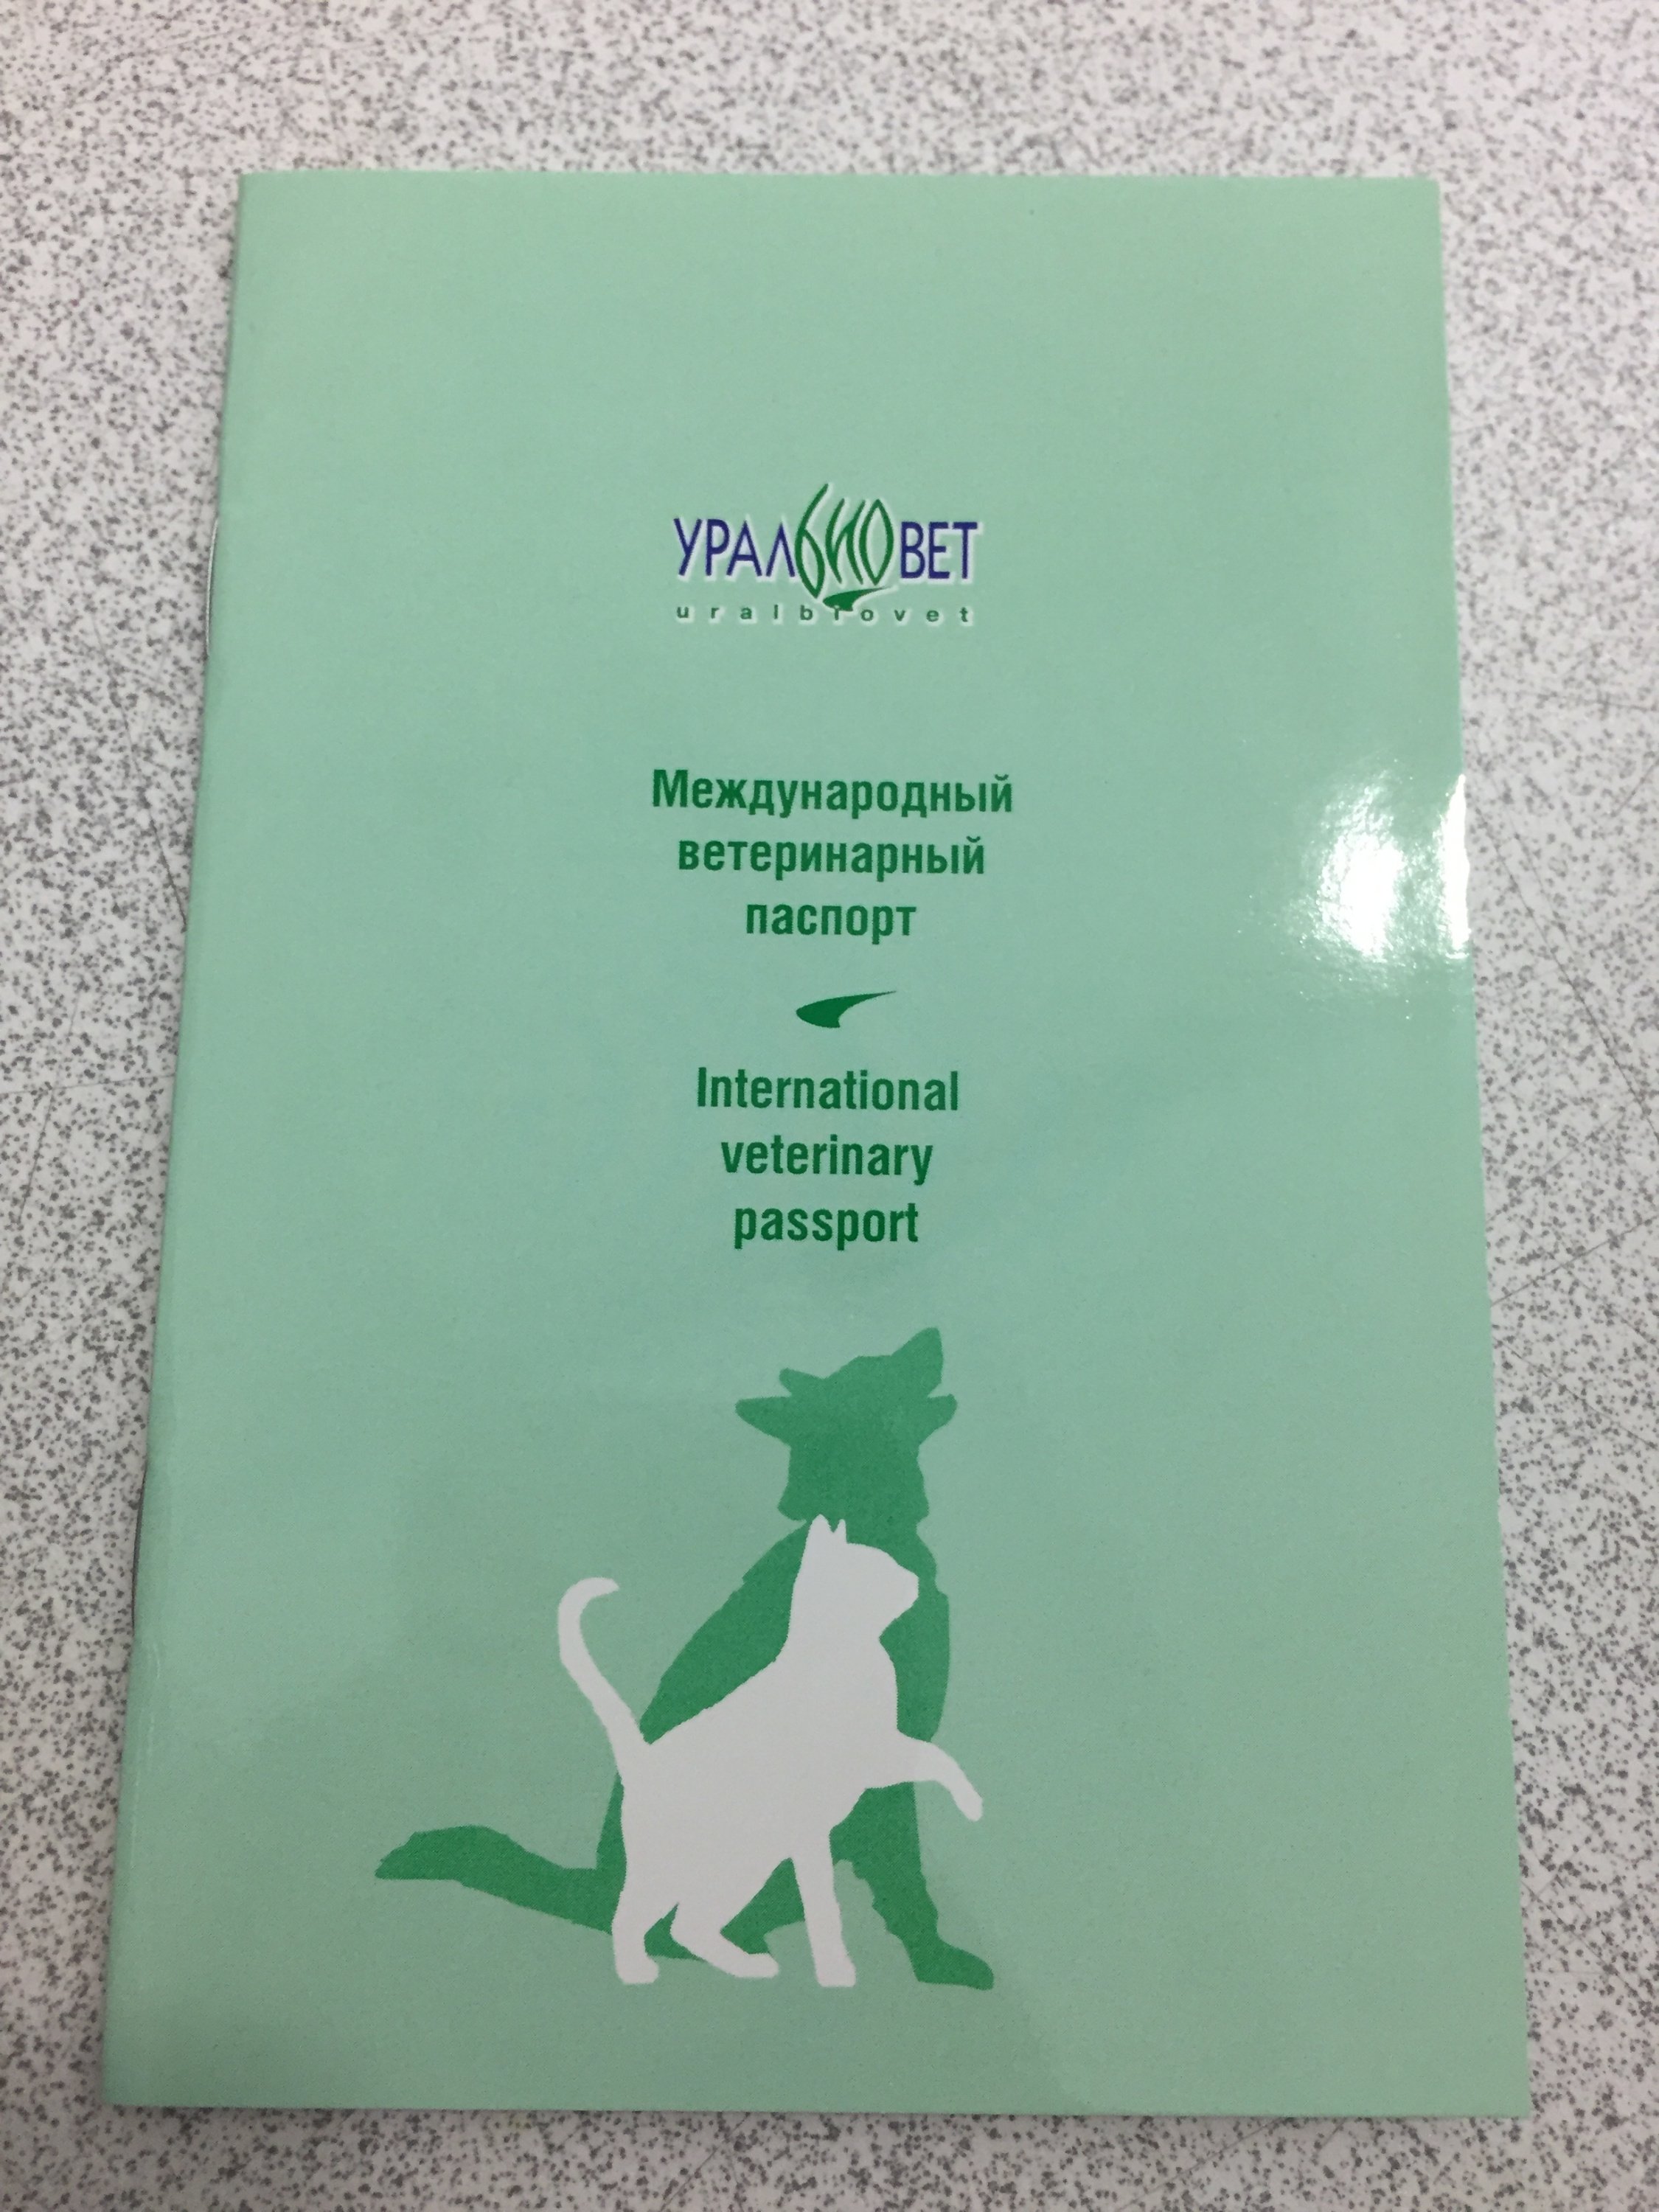 УРАЛБИОВЕТ
uralbiovet
Международный
ветеринарный
паспорт
International
veterinary
passport